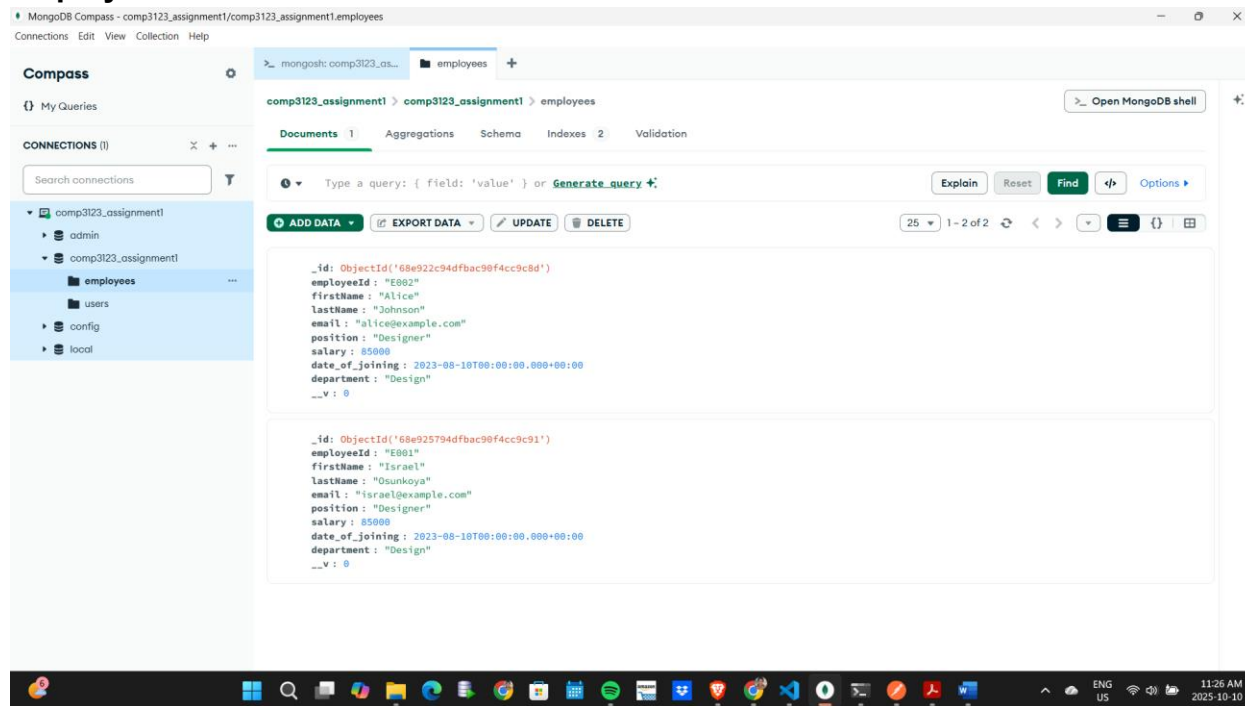 MongoDB Compass - comp3123_assignment1/comp3123_assignment1.employees
Connections Edit View Collection Help
Compass
>_ mongosh: comp3123_as...
employees
{} My Queries
comp3123_assignment1 > comp3123_assignment1 > employees
>_ Open MongoDB shell
CONNECTIONS (1)
Documents 1 Aggregations Schema Indexes 2 Validation
Search connections
Type a query: { field: 'value' } or Generate query
Explain Reset Find </> Options
comp3123_assignment1
admin
comp3123_assignment1
employees
users
config
local
ADD DATA EXPORT DATA UPDATE DELETE
25 1 - 2 of 2 {}
_id: ObjectId('68e922c94dfbac90f4cc9c8d')
employeeId : "E002"
firstName : "Alice"
lastName : "Johnson"
email : "alice@example.com"
position : "Designer"
salary : 85000
date_of_joining : 2023-08-10T00:00:00.000+00:00
department : "Design"
__v : 0
_id: ObjectId('68e925794dfbac90f4cc9c91')
employeeId : "E001"
firstName : "Israel"
lastName : "Osunkoya"
email : "israel@example.com"
position : "Designer"
salary : 85000
date_of_joining : 2023-08-10T00:00:00.000+00:00
department : "Design"
__v : 0
6
ENG
US
11:26 AM
2025-10-10